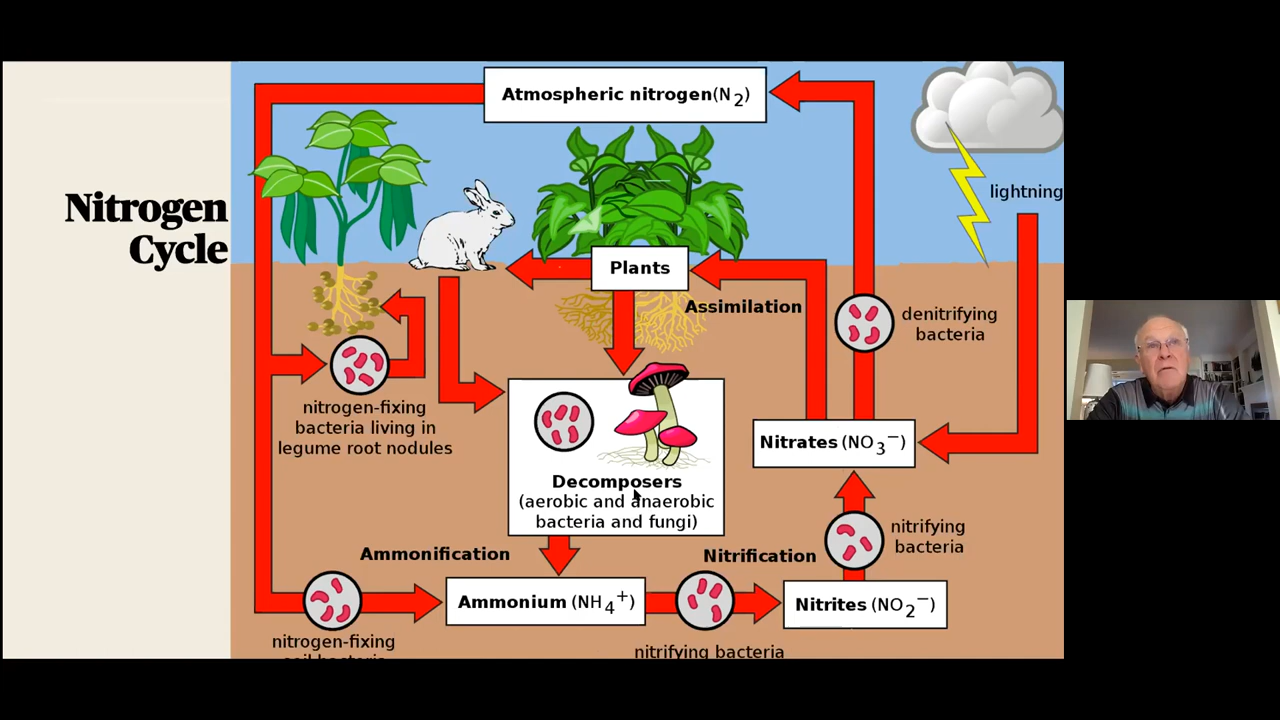 Nitrogen
Cycle
Atmospheric nitrogen(N2)
lightning
Plants
Assimilation
denitrifying
bacteria
nitrogen-fixing
bacteria living in
legume root nodules
Nitrates (NO3−)
Decomposers
(aerobic and anaerobic
bacteria and fungi)
nitrifying
bacteria
Ammonification
Nitrification
Ammonium (NH4+)
Nitrites (NO2−)
nitrogen-fixing
soil bacteria
nitrifying bacteria